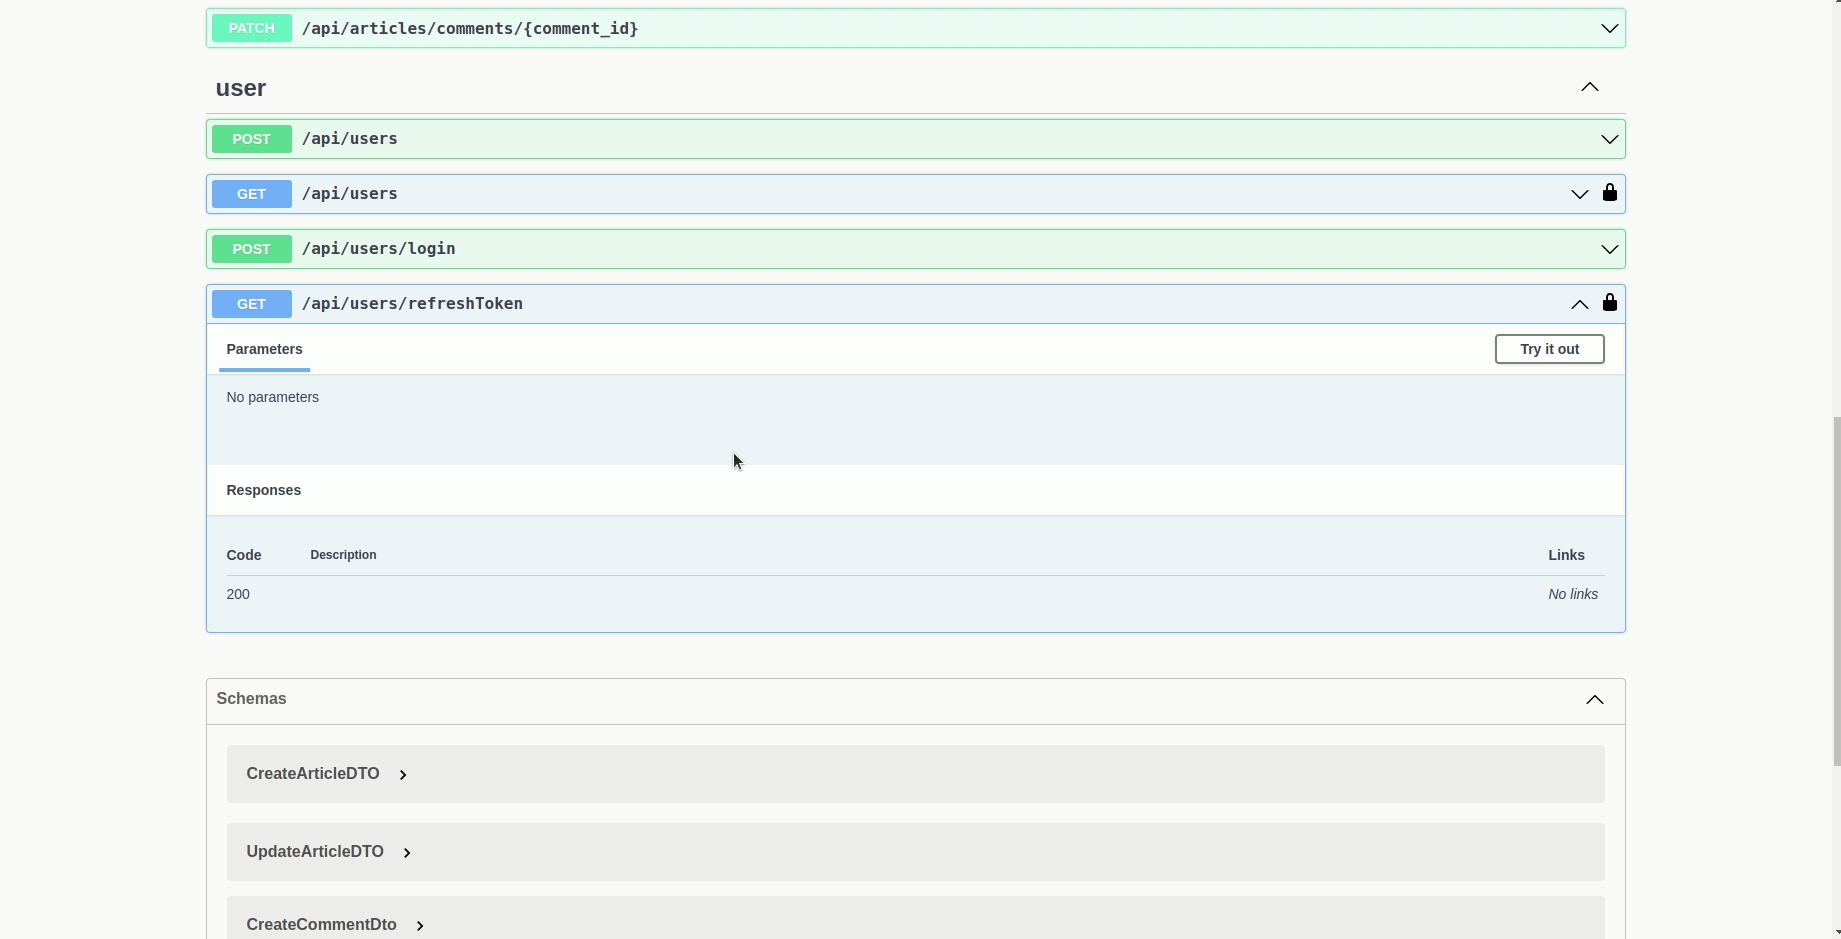 PATCH /api/articles/comments/{comment_id}
user
POST /api/users
GET /api/users
POST /api/users/login
GET /api/users/refreshToken
Parameters Try it out
No parameters
Responses
Code Description Links
200 No links
Schemas
CreateArticleDTO
UpdateArticleDTO
CreateCommentDto